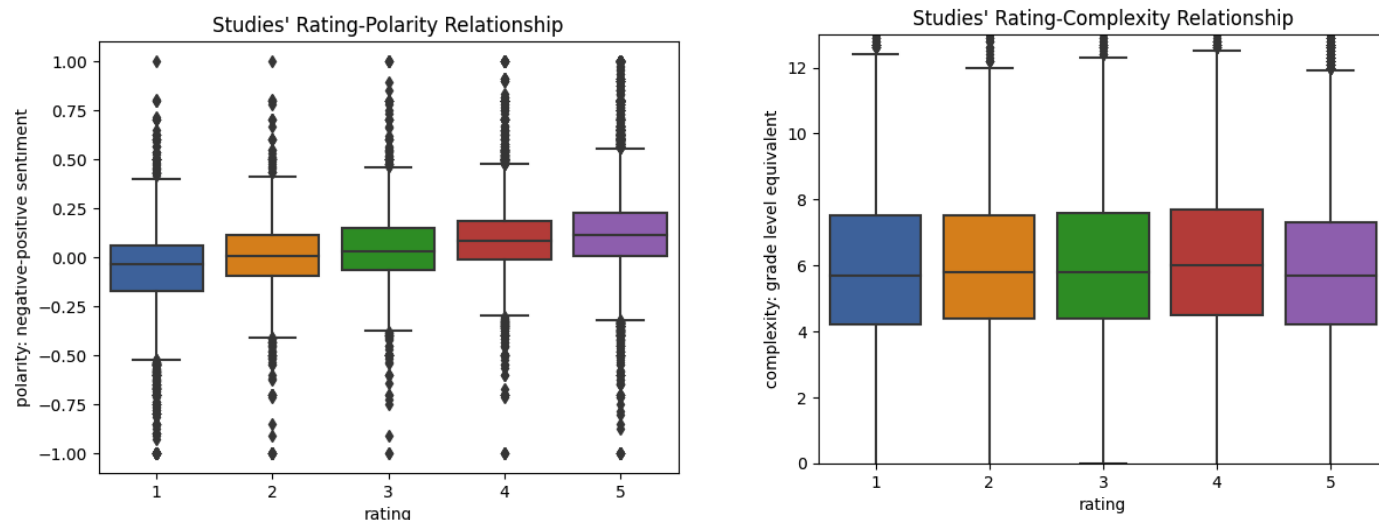 Studies' Rating-Polarity Relationship
polarity: negative-positive sentiment
1.00
0.75
0.50
0.25
0.00
−0.25
−0.50
−0.75
−1.00
1 2 3 4 5
rating
Studies' Rating-Complexity Relationship
complexity: grade level equivalent
12
10
8
6
4
2
0
1 2 3 4 5
rating